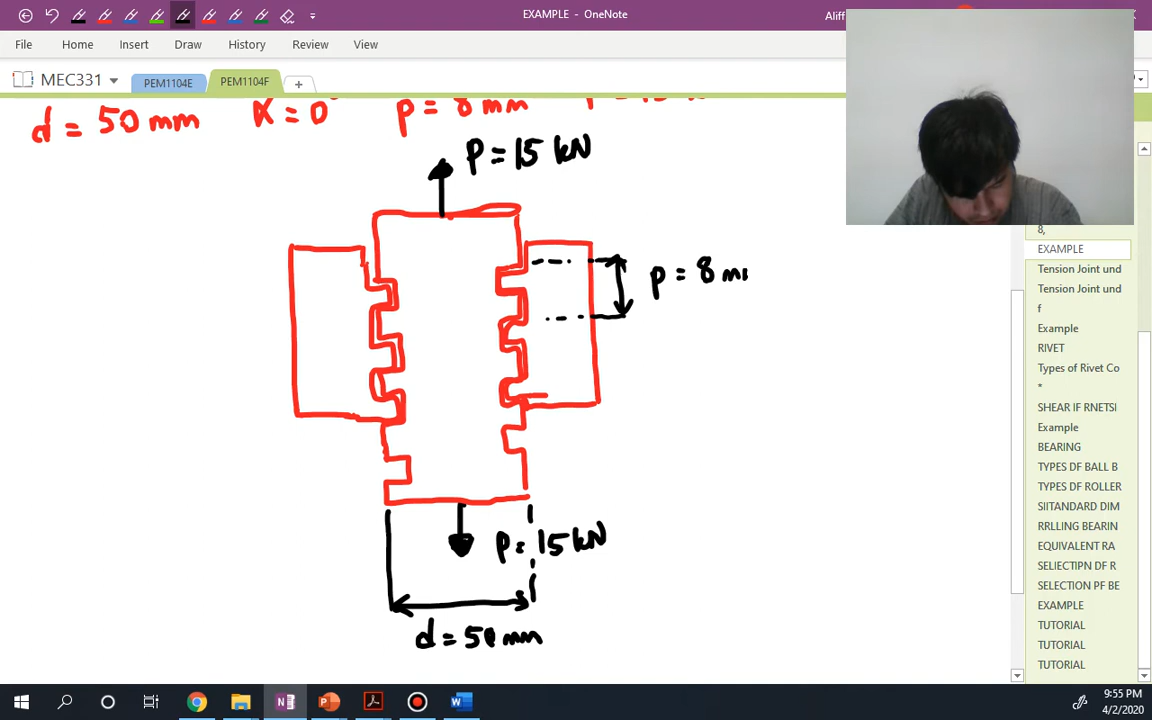 EXAMPLE - OneNote
Aliff
File Home Insert Draw History Review View
MEC331 PEM1104E PEM1104F
d = 50 mm α = 0° p = 8 mm
P = 15 kN
p = 8 m
P = 15 kN
d = 50 mm
8,
EXAMPLE
Tension Joint und
Tension Joint und
f
Example
RIVET
Types of Rivet Co
*
SHEAR IF RNETSI
Example
BEARING
TYPES DF BALL B
TYPES DF ROLLER
SIITANDARD DIM
RRLLING BEARIN
EQUIVALENT RA
SELIECTIPN DF R
SELECTION PF BE
EXAMPLE
TUTORIAL
TUTORIAL
TUTORIAL
9:55 PM
4/2/2020